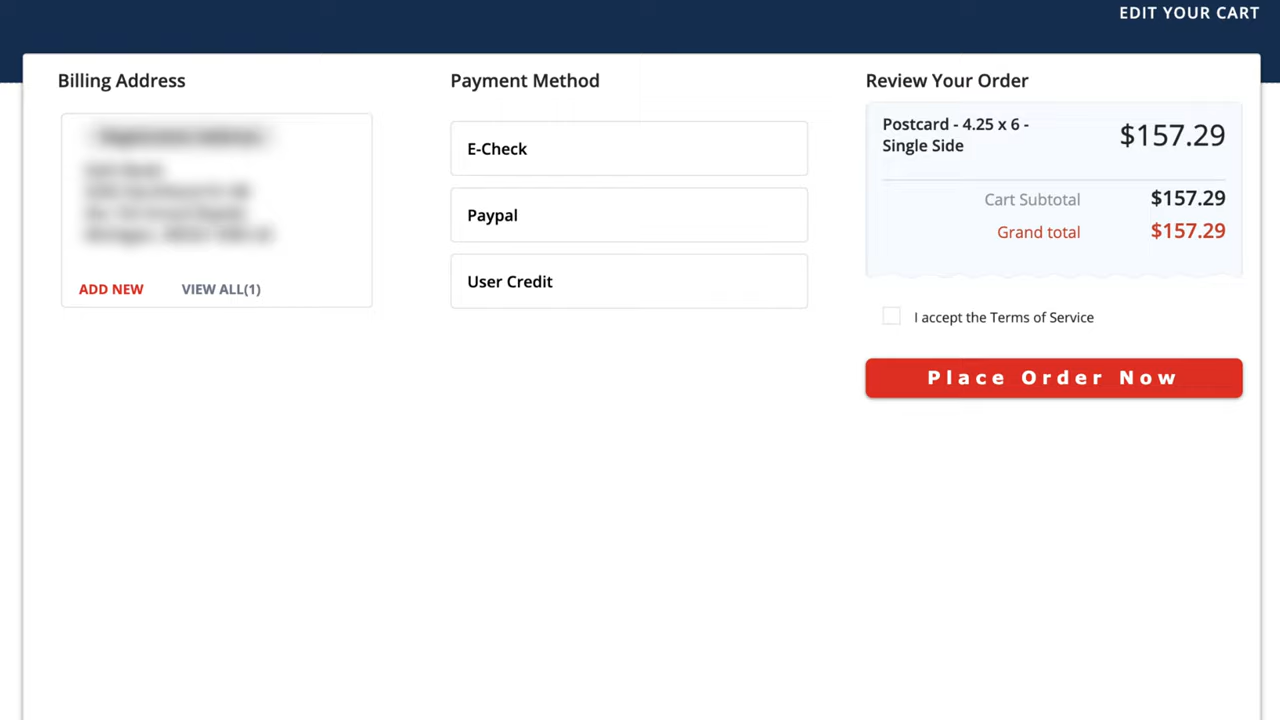 EDIT YOUR CART
Billing Address
ADD NEW
VIEW ALL(1)
Payment Method
E-Check
Paypal
User Credit
Review Your Order
Postcard - 4.25 x 6 -
Single Side
$157.29
Cart Subtotal $157.29
Grand total $157.29
I accept the Terms of Service
Place Order Now